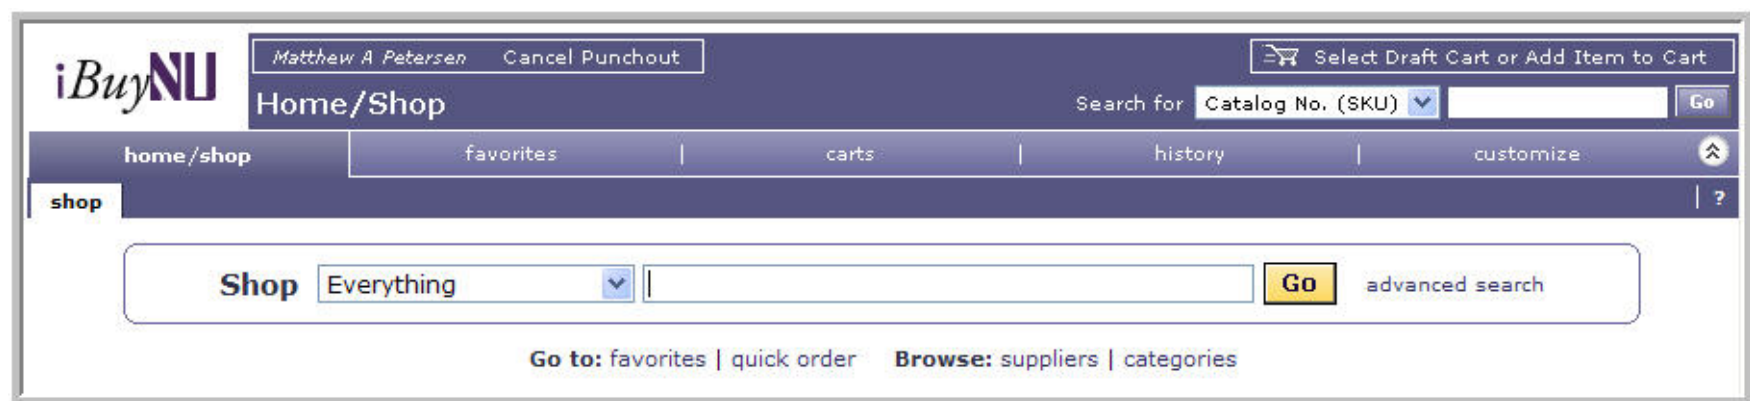 iBuyNU
Matthew A Petersen Cancel Punchout
Select Draft Cart or Add Item to Cart
Home/Shop
Search for Catalog No. (SKU) Go
home/shop favorites | carts | history | customize
shop | ?
Shop Everything Go advanced search
Go to: favorites | quick order Browse: suppliers | categories